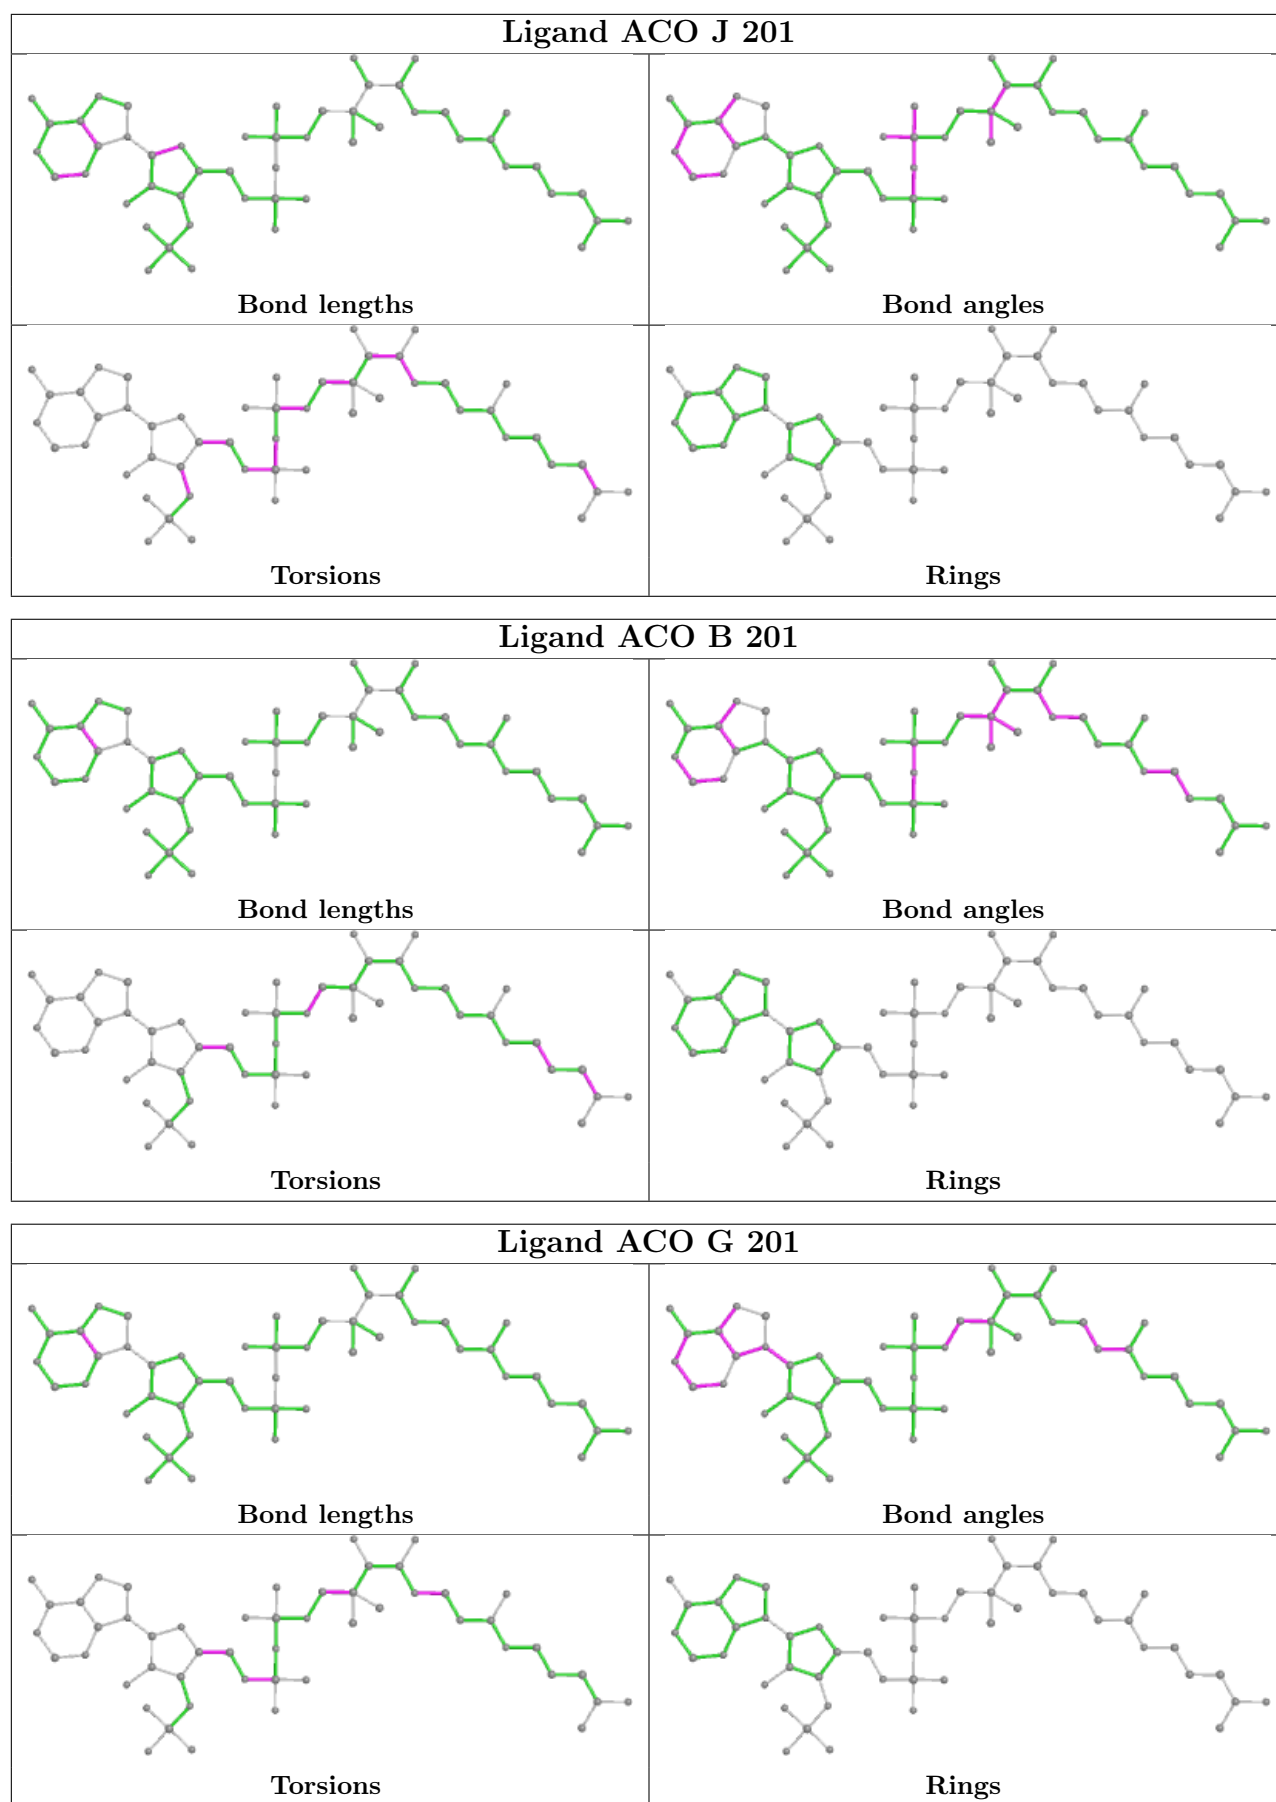 Ligand ACO J 201
Bond lengths
Bond angles
Torsions
Rings
Ligand ACO B 201
Bond lengths
Bond angles
Torsions
Rings
Ligand ACO G 201
Bond lengths
Bond angles
Torsions
Rings